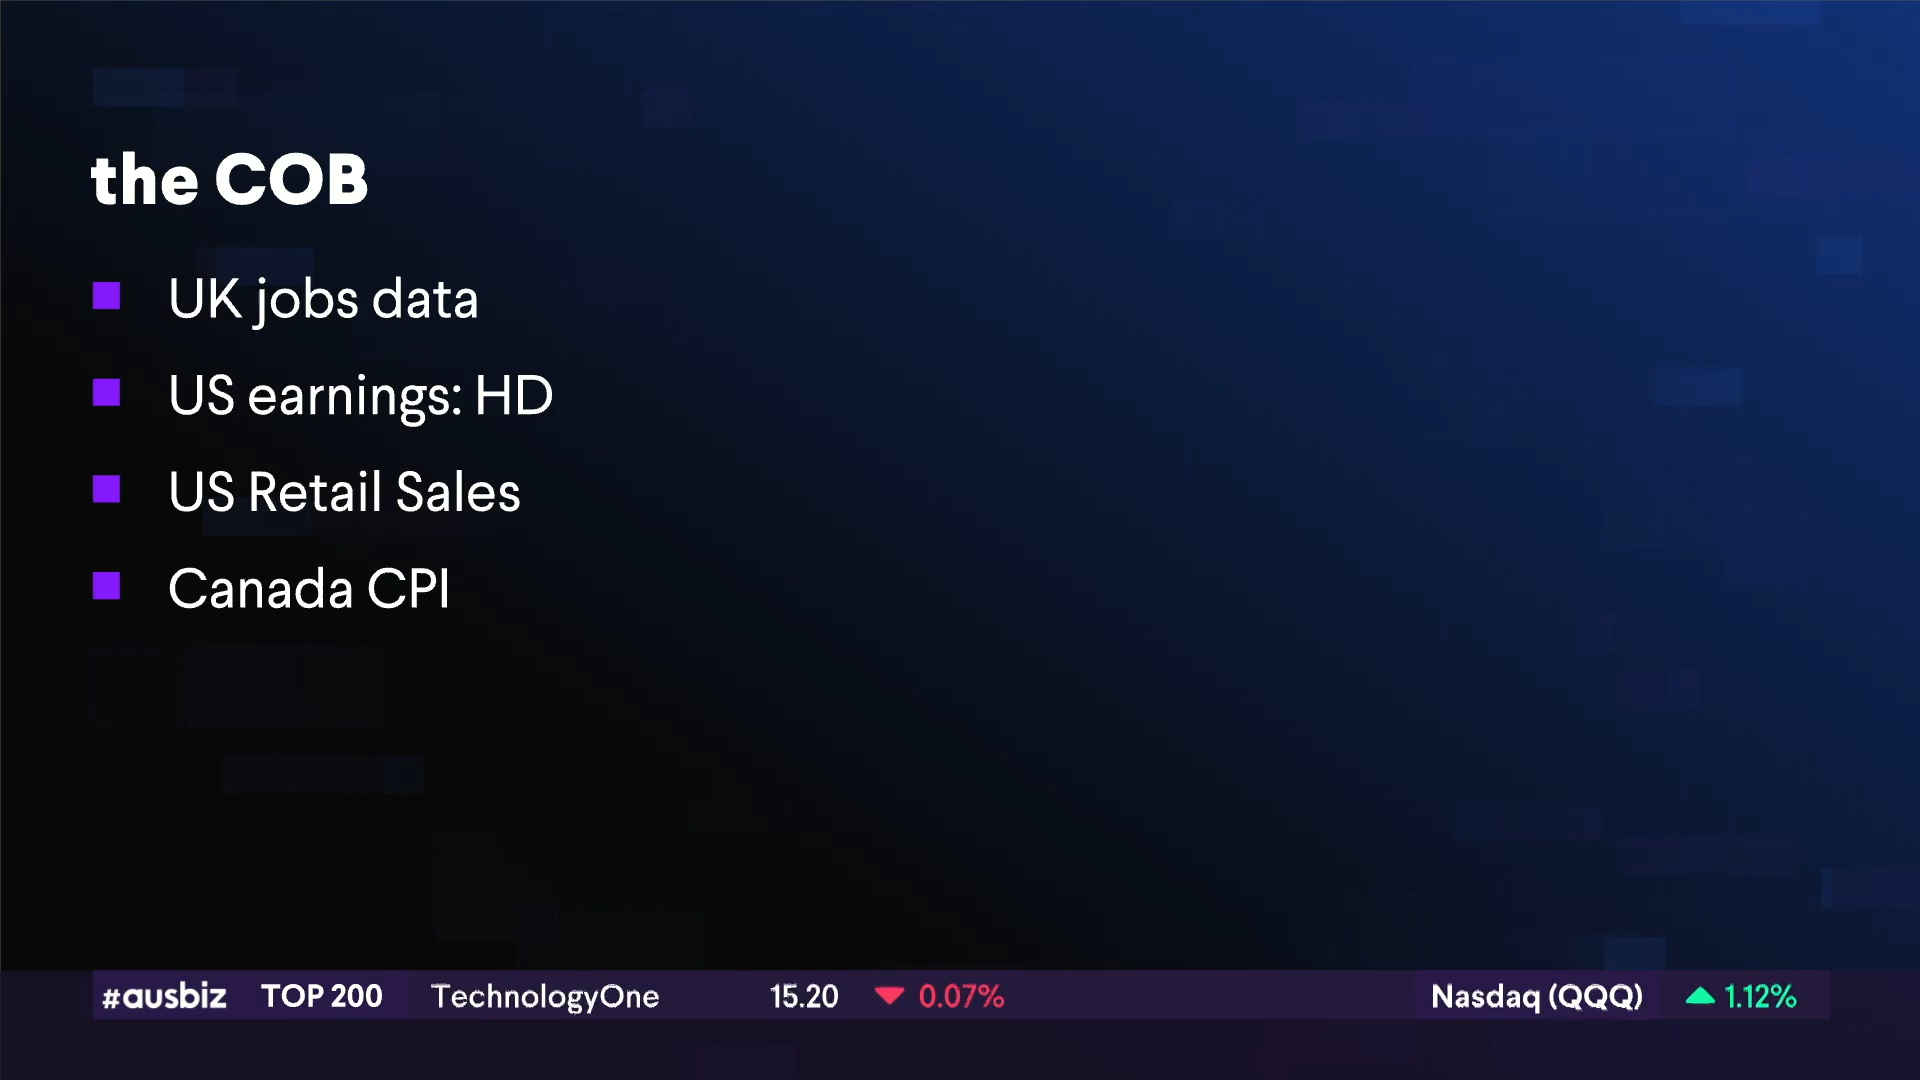 the COB
UK jobs data
US earnings: HD
US Retail Sales
Canada CPI
#ausbiz TOP 200 TechnologyOne 15.20 0.07% Nasdaq (QQQ) 1.12%